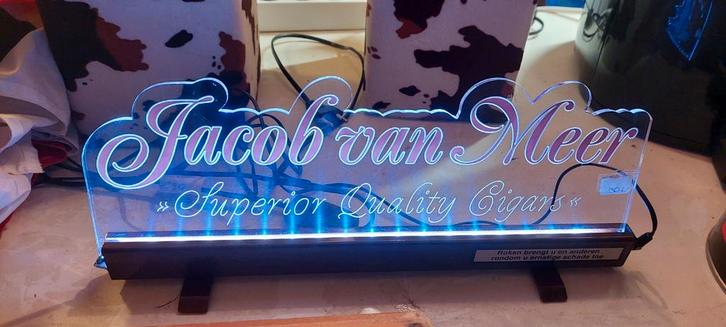 Jacob van Meer
» Superior Quality Cigars «
Roken brengt u en anderen
rondom u ernstige schade toe